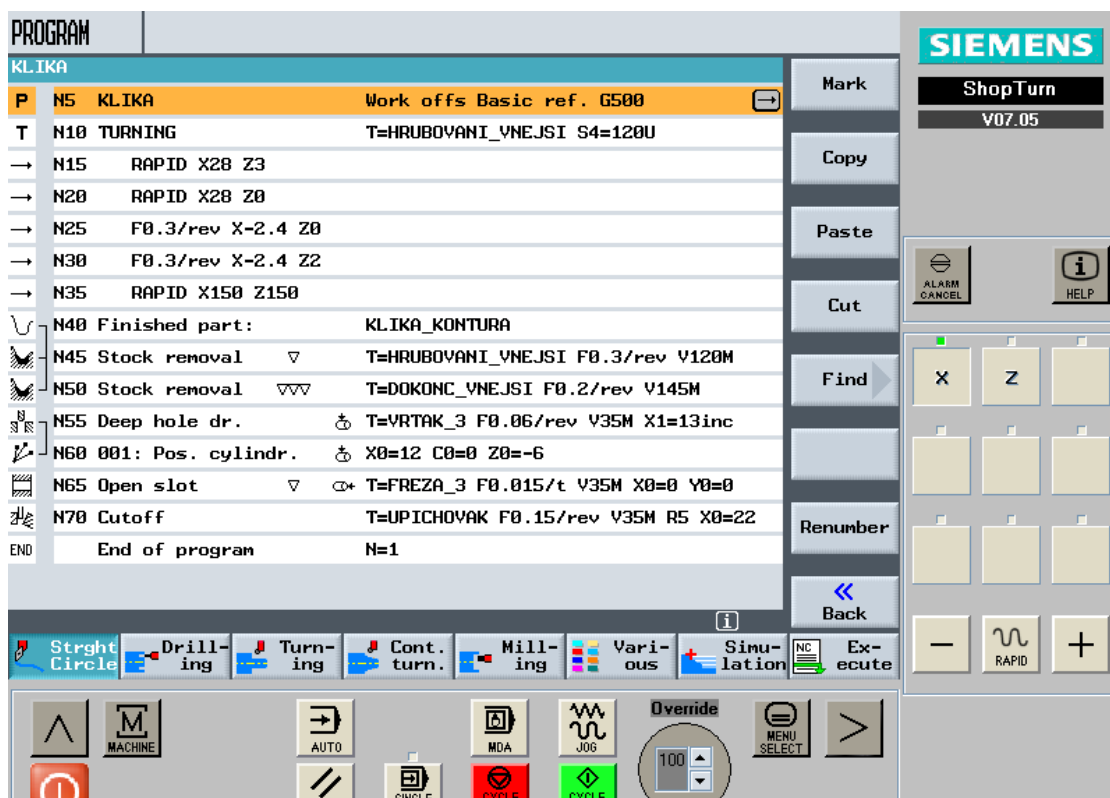 PROGRAM
KLIKA
P N5 KLIKA Work offs Basic ref. G500
T N10 TURNING T=HRUBOVANI_VNEJSI S4=120U
N15 RAPID X28 Z3
N20 RAPID X28 Z0
N25 F0.3/rev X-2.4 Z0
N30 F0.3/rev X-2.4 Z2
N35 RAPID X150 Z150
N40 Finished part: KLIKA_KONTURA
N45 Stock removal ▽ T=HRUBOVANI_VNEJSI F0.3/rev V120M
N50 Stock removal ▽▽▽ T=DOKONC_VNEJSI F0.2/rev V145M
N55 Deep hole dr. T=VRTAK_3 F0.06/rev V35M X1=13inc
N60 001: Pos. cylindr. X0=12 C0=0 Z0=-6
N65 Open slot ▽ T=FREZA_3 F0.015/t V35M X0=0 Y0=0
N70 Cutoff T=UPICHOVAK F0.15/rev V35M R5 X0=22
END End of program N=1
Mark
Copy
Paste
Cut
Find
Renumber
«
Back
i
Strght
Circle
Drill-
ing
Turn-
ing
Cont.
turn.
Mill-
ing
Vari-
ous
Simu-
lation
NC
Ex-
ecute
SIEMENS
ShopTurn
V07.05
ALARM
CANCEL
i
HELP
X
Z
−
RAPID
+
M
MACHINE
AUTO
MDA
JOG
Override
100
MENU
SELECT
SINGLE
CYCLE
CYCLE